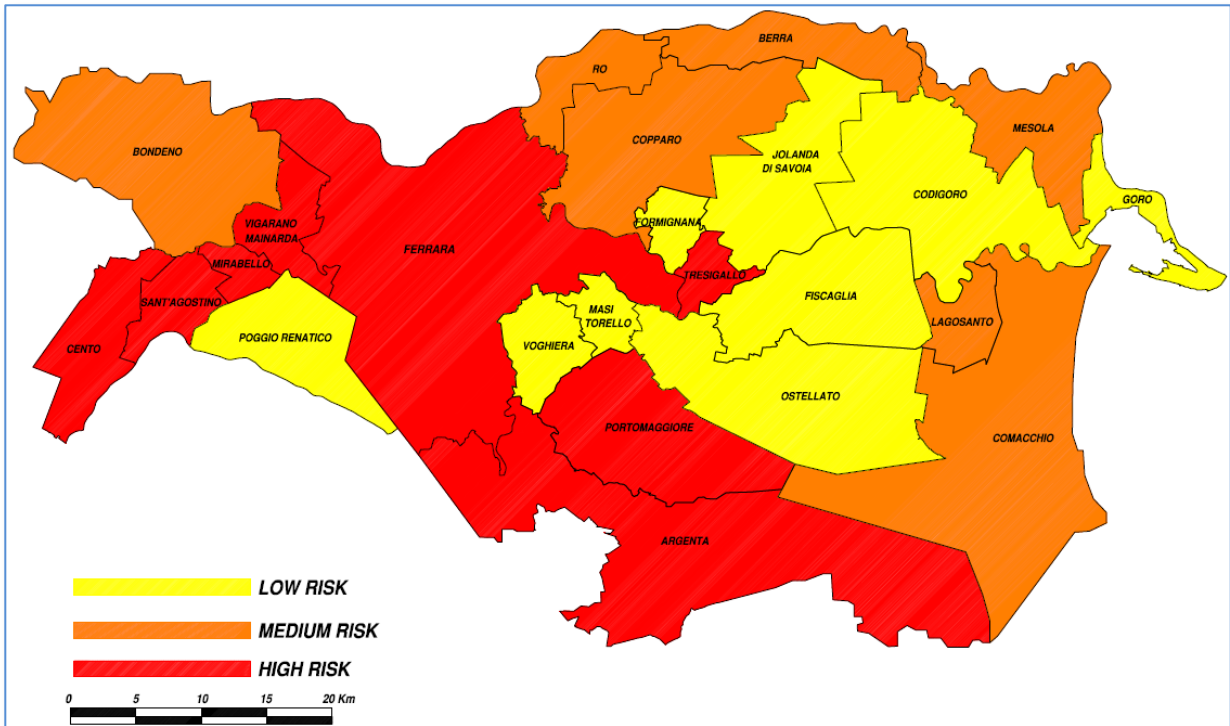 BERRA
RO
MESOLA
COPPARO
BONDENO
JOLANDA
DI SAVOIA
CODIGORO
GORO
FORMIGNANA
VIGARANO
MAINARDA
FERRARA
MIRABELLO
TRESIGALLO
SANT'AGOSTINO
FISCAGLIA
MASI
TORELLO
LAGOSANTO
POGGIO RENATICO
VOGHIERA
CENTO
OSTELLATO
PORTOMAGGIORE
COMACCHIO
ARGENTA
LOW RISK
MEDIUM RISK
HIGH RISK
0 5 10 15 20 Km